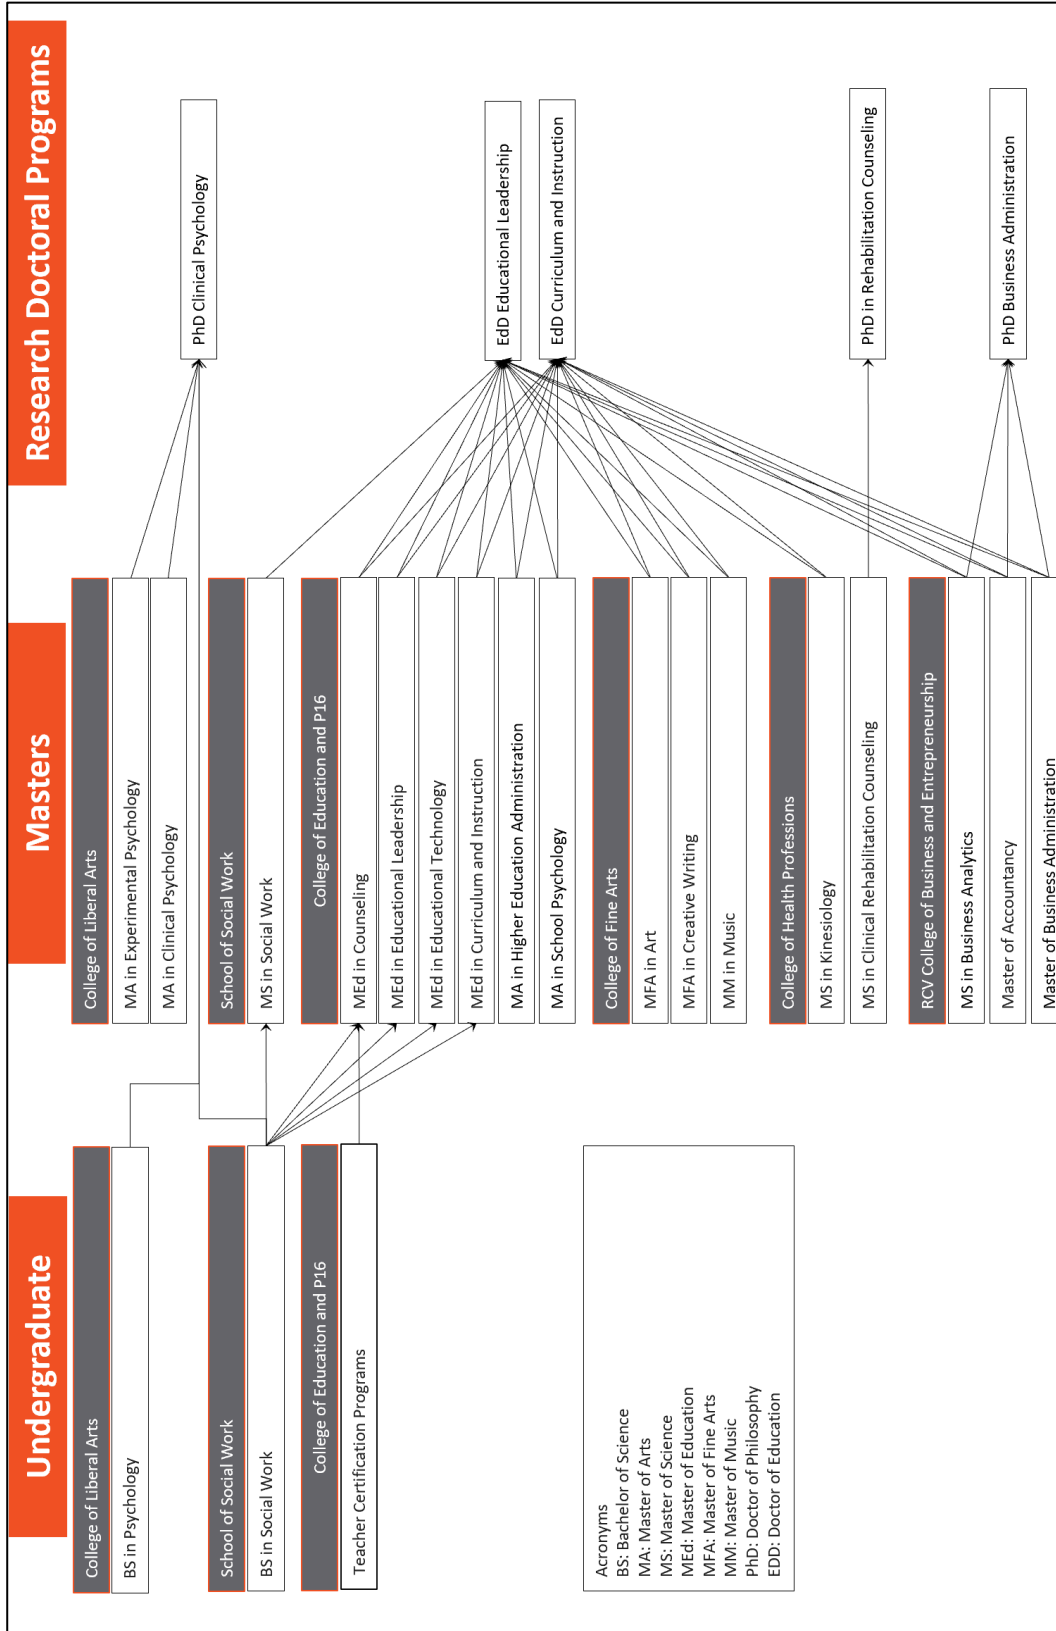 Undergraduate
College of Liberal Arts
BS in Psychology
School of Social Work
BS in Social Work
College of Education and P16
Teacher Certification Programs
Acronyms
BS: Bachelor of Science
MA: Master of Arts
MS: Master of Science
MEd: Master of Education
MFA: Master of Fine Arts
MM: Master of Music
PhD: Doctor of Philosophy
EDD: Doctor of Education
Masters
College of Liberal Arts
MA in Experimental Psychology
MA in Clinical Psychology
School of Social Work
MS in Social Work
College of Education and P16
MEd in Counseling
MEd in Educational Leadership
MEd in Educational Technology
MEd in Curriculum and Instruction
MA in Higher Education Administration
MA in School Psychology
College of Fine Arts
MFA in Art
MFA in Creative Writing
MM in Music
College of Health Professions
MS in Kinesiology
MS in Clinical Rehabilitation Counseling
RCV College of Business and Entrepreneurship
MS in Business Analytics
Master of Accountancy
Master of Business Administration
Research Doctoral Programs
PhD Clinical Psychology
EdD Educational Leadership
EdD Curriculum and Instruction
PhD in Rehabilitation Counseling
PhD Business Administration